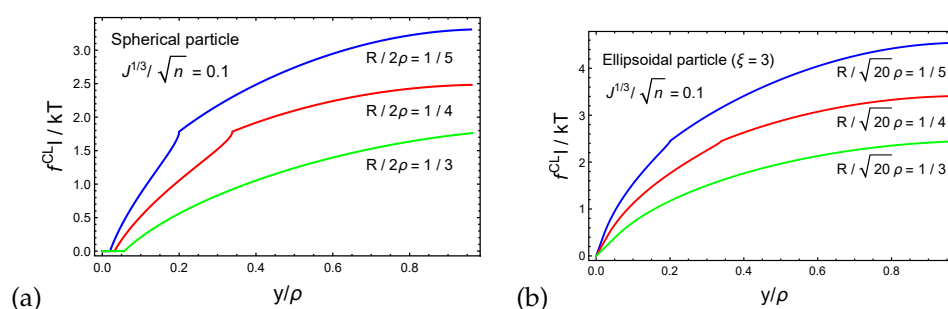 Spherical particle
J^{1/3}/√n = 0.1
R / 2ρ = 1 / 5
R / 2ρ = 1 / 4
R / 2ρ = 1 / 3
f^{CL} l / kT
3.0
2.5
2.0
1.5
1.0
0.5
0.0
0.0 0.2 0.4 0.6 0.8
y/ρ
(a)
Ellipsoidal particle (ξ = 3)
J^{1/3}/√n = 0.1
R / √20 ρ = 1 / 5
R / √20 ρ = 1 / 4
R / √20 ρ = 1 / 3
f^{CL} l / kT
4
3
2
1
0
0.0 0.2 0.4 0.6 0.8
y/ρ
(b)